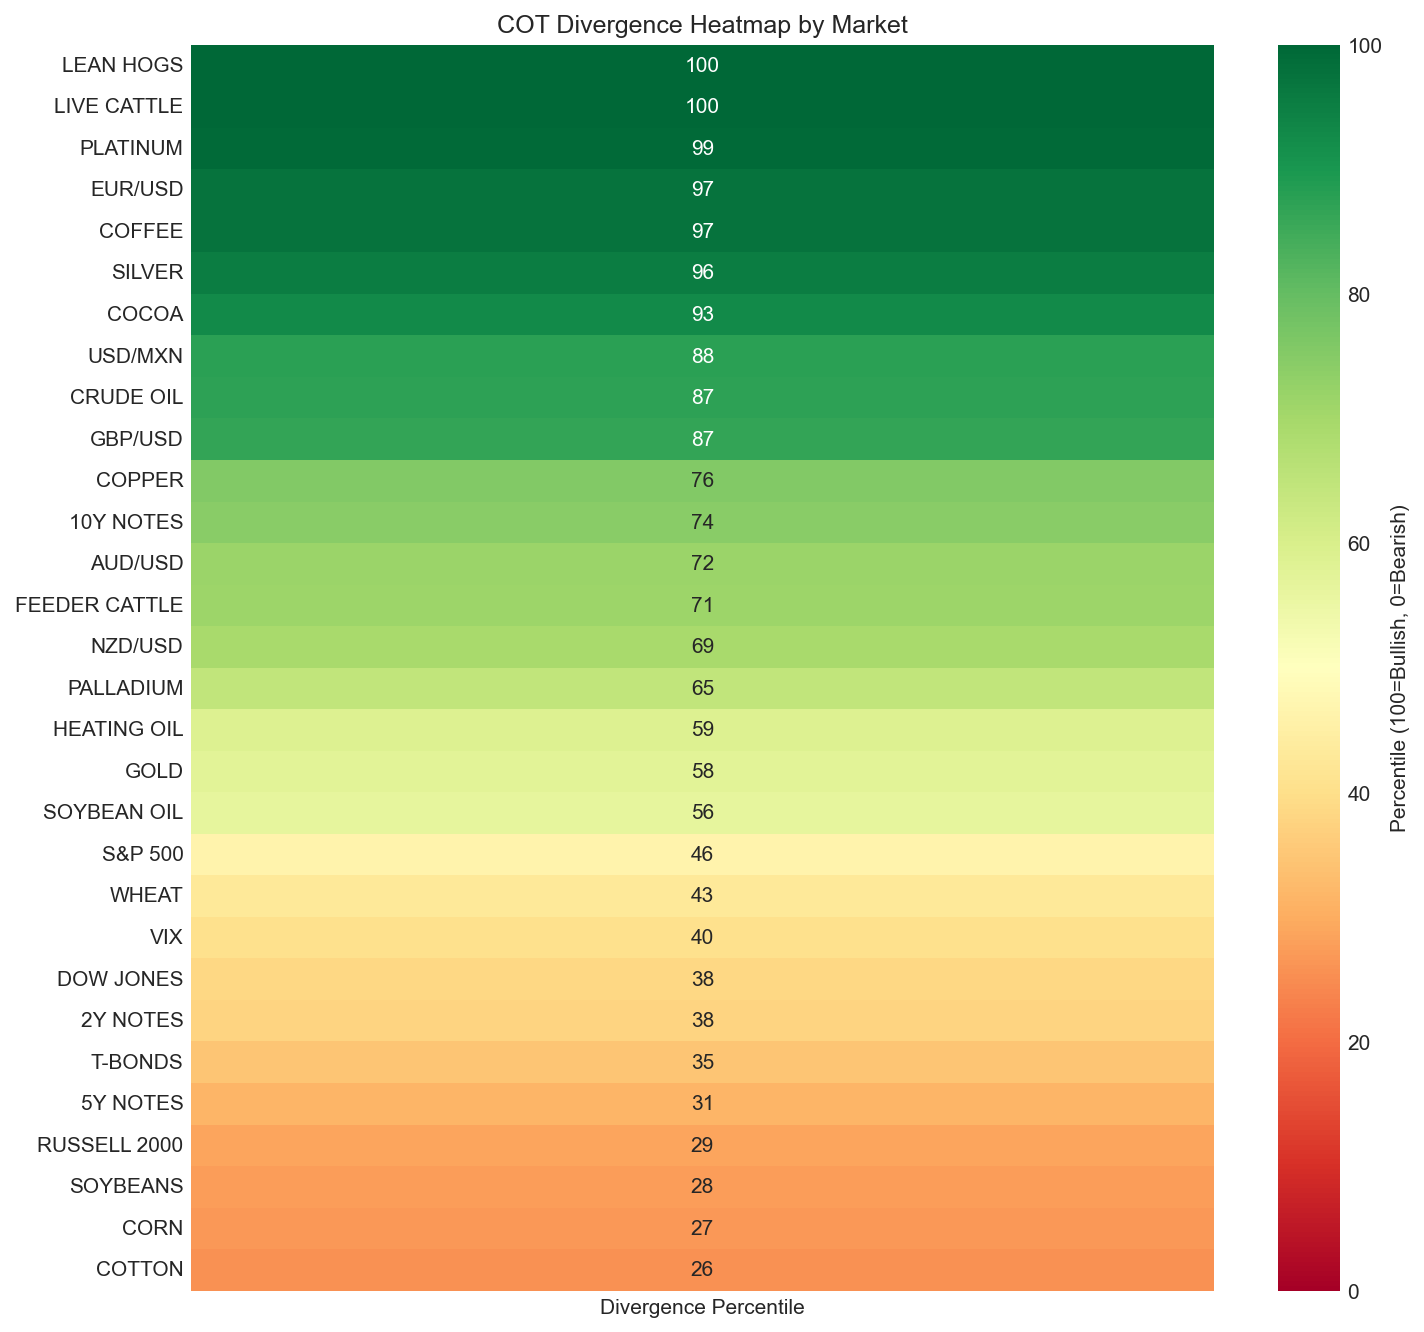 COT Divergence Heatmap by Market
LEAN HOGS 100
LIVE CATTLE 100
PLATINUM 99
EUR/USD 97
COFFEE 97
SILVER 96
COCOA 93
USD/MXN 88
CRUDE OIL 87
GBP/USD 87
COPPER 76
10Y NOTES 74
AUD/USD 72
FEEDER CATTLE 71
NZD/USD 69
PALLADIUM 65
HEATING OIL 59
GOLD 58
SOYBEAN OIL 56
S&P 500 46
WHEAT 43
VIX 40
DOW JONES 38
2Y NOTES 38
T-BONDS 35
5Y NOTES 31
RUSSELL 2000 29
SOYBEANS 28
CORN 27
COTTON 26
Divergence Percentile
100
80
60
40
20
0
Percentile (100=Bullish, 0=Bearish)